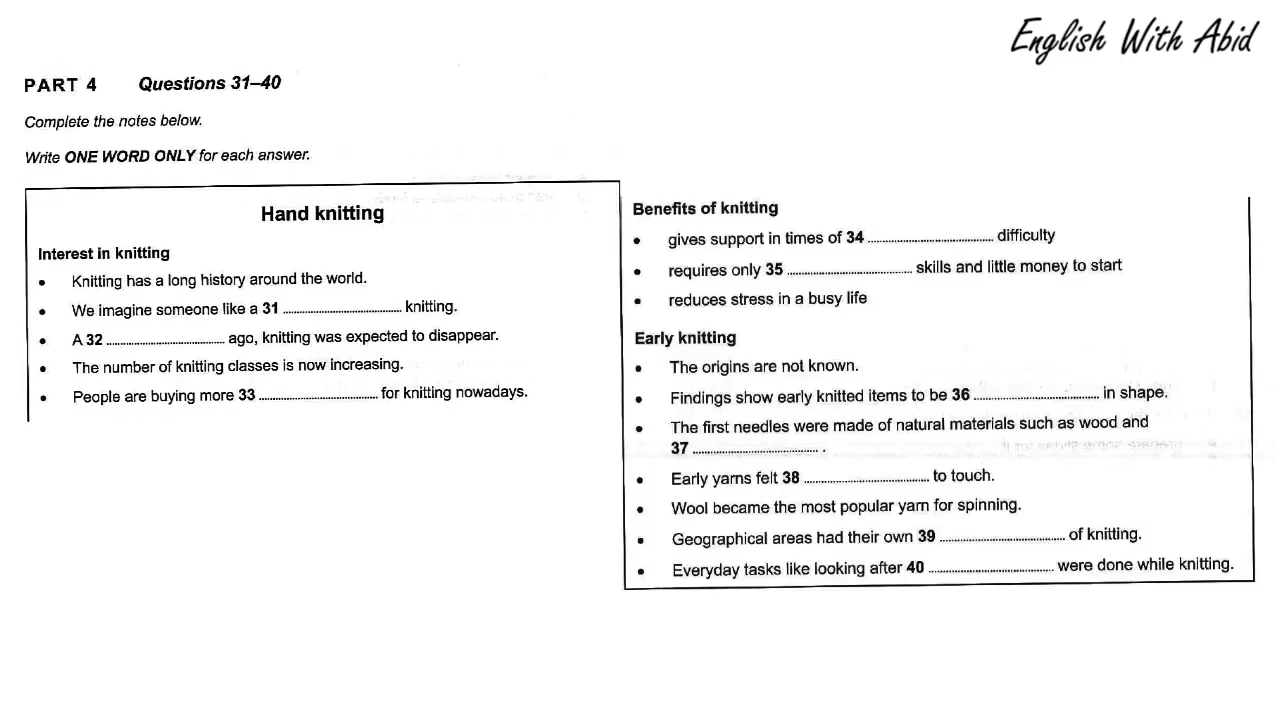 English With Abid
PART 4 Questions 31–40
Complete the notes below.
Write ONE WORD ONLY for each answer.
Hand knitting
Interest in knitting
• Knitting has a long history around the world.
• We imagine someone like a 31 ........................................ knitting.
• A 32 ........................................ ago, knitting was expected to disappear.
• The number of knitting classes is now increasing.
• People are buying more 33 ........................................ for knitting nowadays.
Benefits of knitting
• gives support in times of 34 ........................................ difficulty
• requires only 35 ........................................ skills and little money to start
• reduces stress in a busy life
Early knitting
• The origins are not known.
• Findings show early knitted items to be 36 ........................................ in shape.
• The first needles were made of natural materials such as wood and
37 ........................................ .
• Early yarns felt 38 ........................................ to touch.
• Wool became the most popular yarn for spinning.
• Geographical areas had their own 39 ........................................ of knitting.
• Everyday tasks like looking after 40 ........................................ were done while knitting.